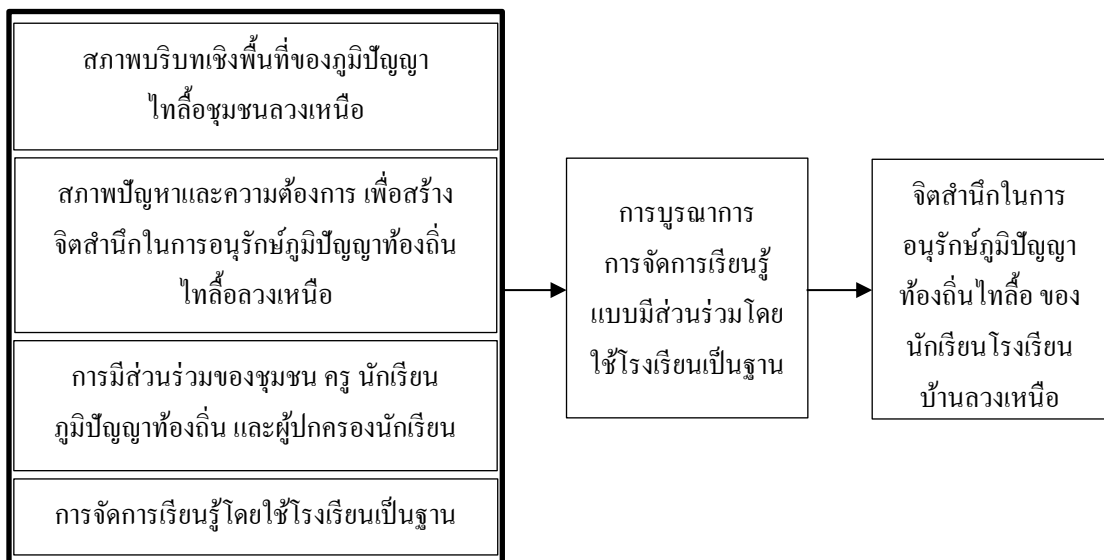 สภาพบริบทเชิงพื้นที่ของภูมิปัญญา
ไทลื้อชุมชนลวงเหนือ
สภาพปัญหาและความต้องการ เพื่อสร้าง
จิตสำนึกในการอนุรักษ์ภูมิปัญญาท้องถิ่น
ไทลื้อลวงเหนือ
การมีส่วนร่วมของชุมชน ครู นักเรียน
ภูมิปัญญาท้องถิ่น และผู้ปกครองนักเรียน
การจัดการเรียนรู้โดยใช้โรงเรียนเป็นฐาน
การบูรณาการ
การจัดการเรียนรู้
แบบมีส่วนร่วมโดย
ใช้โรงเรียนเป็นฐาน
จิตสำนึกในการ
อนุรักษ์ภูมิปัญญา
ท้องถิ่นไทลื้อ ของ
นักเรียนโรงเรียน
บ้านลวงเหนือ